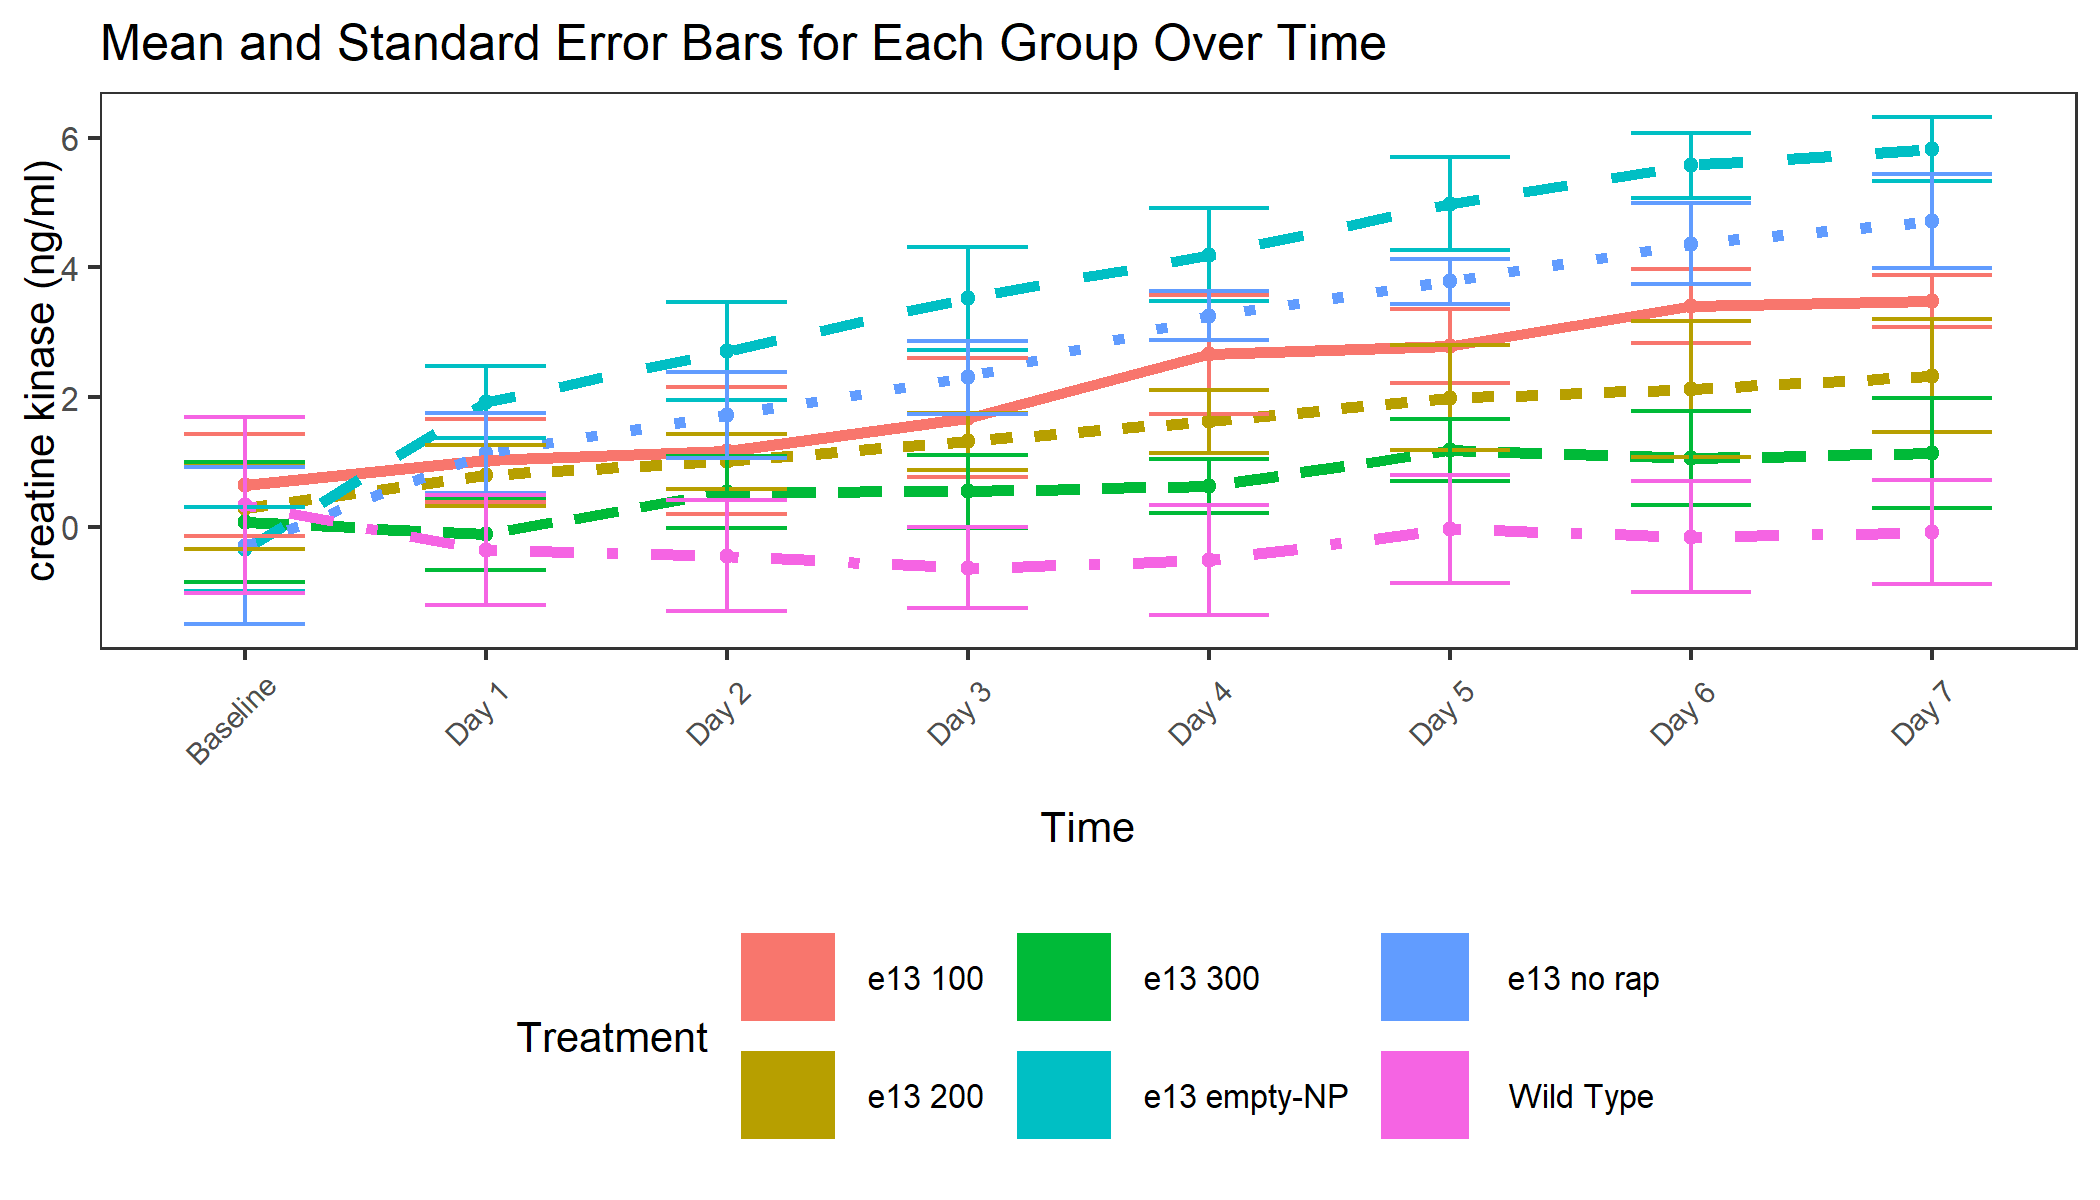 Mean and Standard Error Bars for Each Group Over Time
creatine kinase (ng/ml)
6
4
2
0
Baseline
Day 1
Day 2
Day 3
Day 4
Day 5
Day 6
Day 7
Time
Treatment
e13 100
e13 300
e13 no rap
e13 200
e13 empty-NP
Wild Type